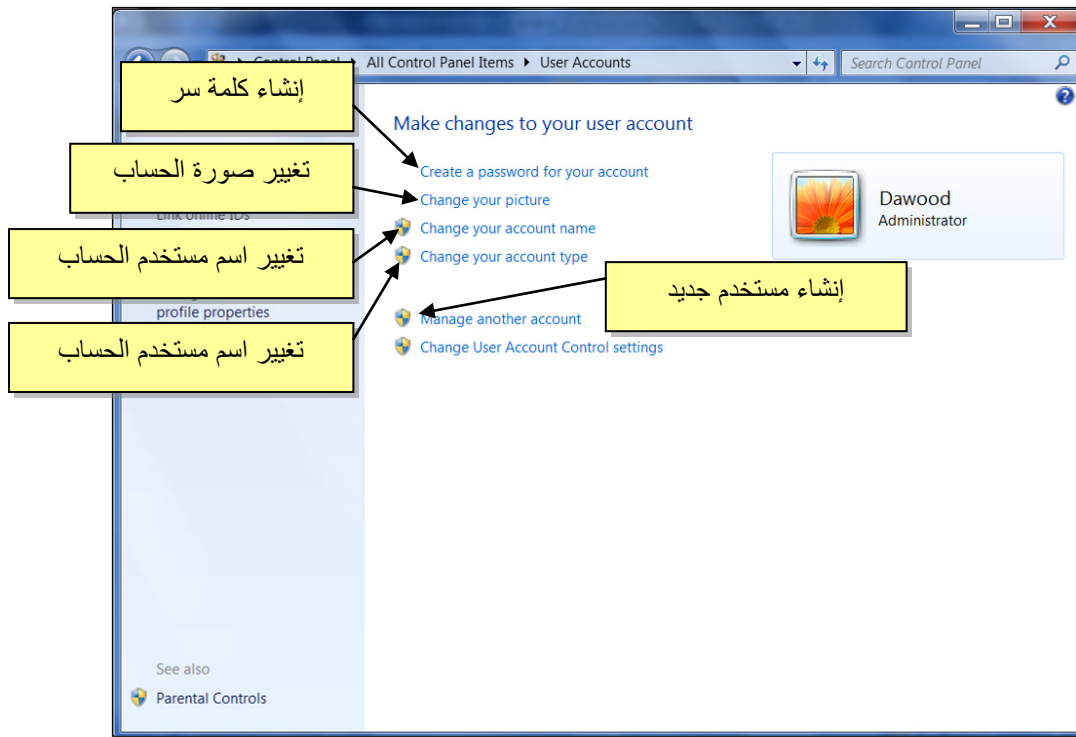 Control Panel ▸ All Control Panel Items ▸ User Accounts
Search Control Panel
إنشاء كلمة سر
Make changes to your user account
تغيير صورة الحساب
Create a password for your account
Change your picture
Dawood
Administrator
Link online IDs
تغيير اسم مستخدم الحساب
Change your account name
Change your account type
إنشاء مستخدم جديد
profile properties
Manage another account
تغيير اسم مستخدم الحساب
Change User Account Control settings
See also
Parental Controls